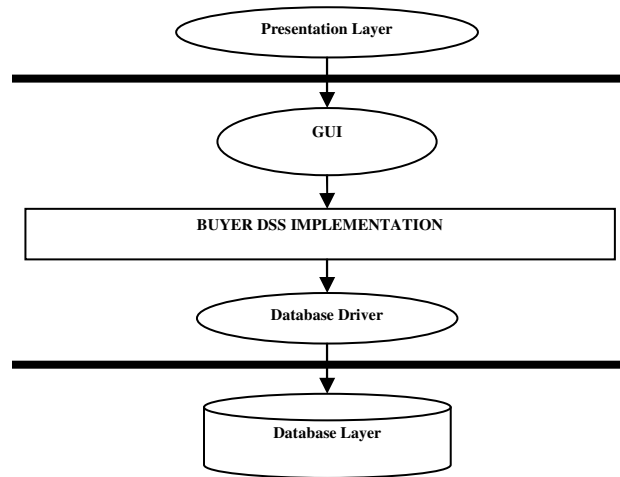 Presentation Layer
GUI
BUYER DSS IMPLEMENTATION
Database Driver
Database Layer